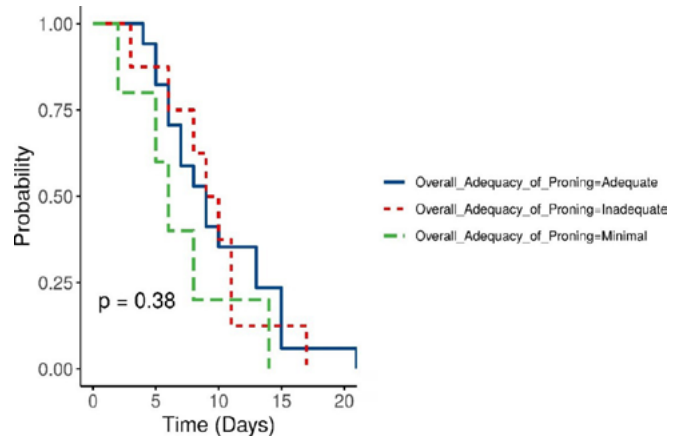 1.00
0.75
0.50
0.25
0.00
Probability
p = 0.38
0 5 10 15 20
Time (Days)
Overall_Adequacy_of_Proning=Adequate
Overall_Adequacy_of_Proning=Inadequate
Overall_Adequacy_of_Proning=Minimal